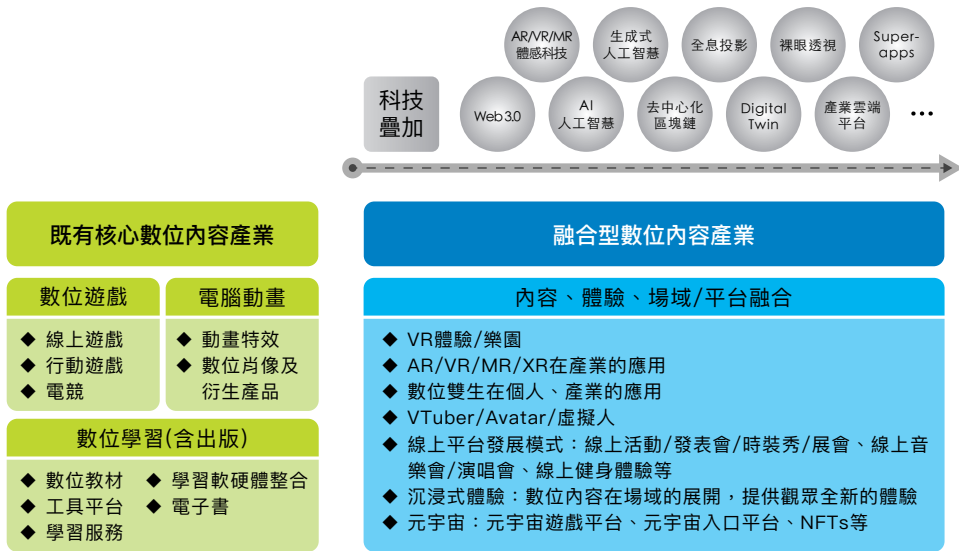 AR/VR/MR
體感科技
生成式
人工智慧
全息投影
裸眼透視
Super-
apps
科技
疊加
Web3.0
AI
人工智慧
去中心化
區塊鏈
Digital
Twin
產業雲端
平台
...
既有核心數位內容產業
數位遊戲
◆ 線上遊戲
◆ 行動遊戲
◆ 電競
電腦動畫
◆ 動畫特效
◆ 數位肖像及
衍生產品
數位學習(含出版)
◆ 數位教材
◆ 工具平台
◆ 學習服務
◆ 學習軟硬體整合
◆ 電子書
融合型數位內容產業
內容、體驗、場域/平台融合
◆ VR體驗/樂園
◆ AR/VR/MR/XR在產業的應用
◆ 數位雙生在個人、產業的應用
◆ VTuber/Avatar/虛擬人
◆ 線上平台發展模式：線上活動/發表會/時裝秀/展會、線上音
樂會/演唱會、線上健身體驗等
◆ 沉浸式體驗：數位內容在場域的展開，提供觀眾全新的體驗
◆ 元宇宙：元宇宙遊戲平台、元宇宙入口平台、NFTs等